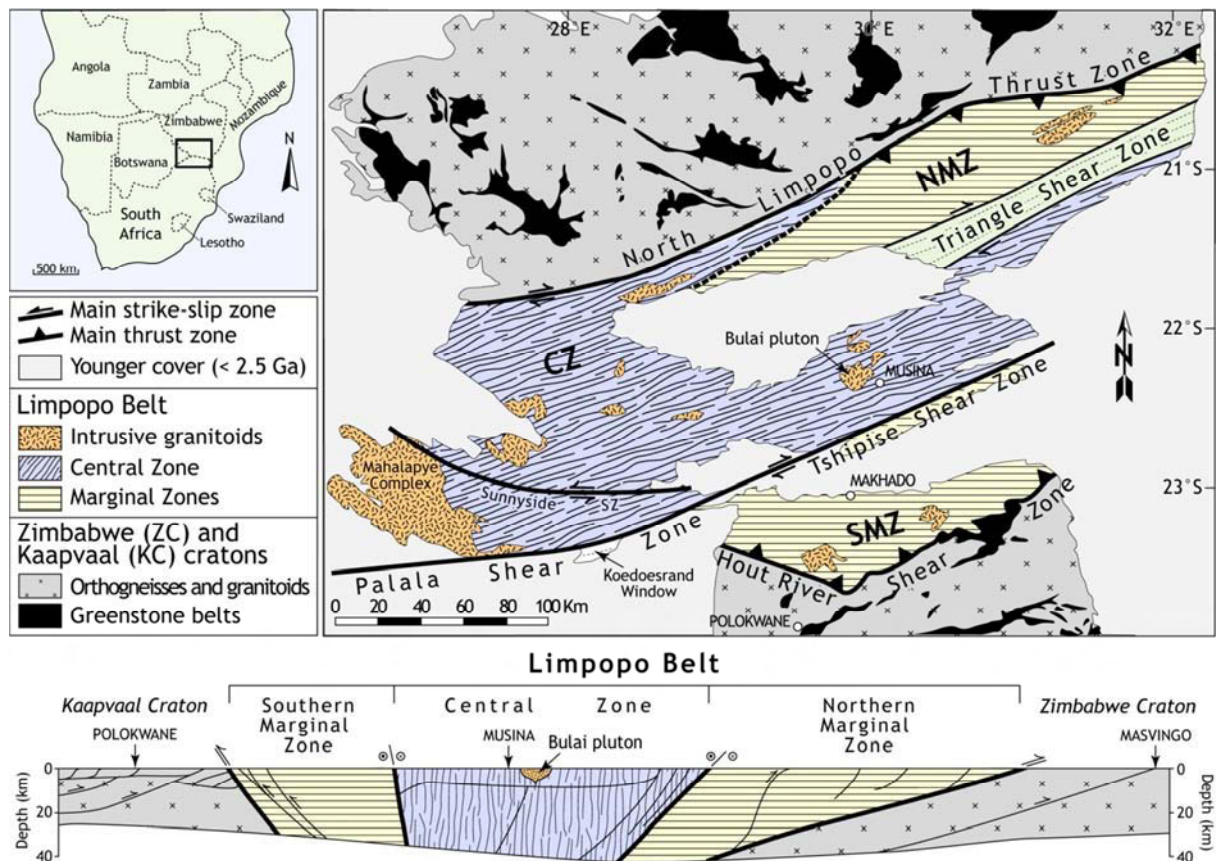 Angola
Zambia
Mozambique
Zimbabwe
Namibia
Botswana
N
South
Africa
Swaziland
Lesotho
500 km
Main strike-slip zone
Main thrust zone
Younger cover (< 2.5 Ga)
Limpopo Belt
Intrusive granitoids
Central Zone
Marginal Zones
Zimbabwe (ZC) and
Kaapvaal (KC) cratons
Orthogneisses and granitoids
Greenstone belts
28°E
30°E
32°E
21°S
22°S
23°S
North Limpopo Thrust Zone
NMZ
Triangle Shear Zone
CZ
Bulai pluton
MUSINA
N
Tshipise Shear Zone
Mahalapye
Complex
Sunnyside SZ
MAKHADO
SMZ
Palala Shear Zone
Koedoesrand
Window
Hout River Shear Zone
0 20 40 60 80 100 Km
POLOKWANE
Limpopo Belt
Kaapvaal Craton
Southern
Marginal
Zone
Central Zone
Northern
Marginal
Zone
Zimbabwe Craton
POLOKWANE
MUSINA
Bulai pluton
MASVINGO
Depth (km)
0
20
40
0
20
40
Depth (km)